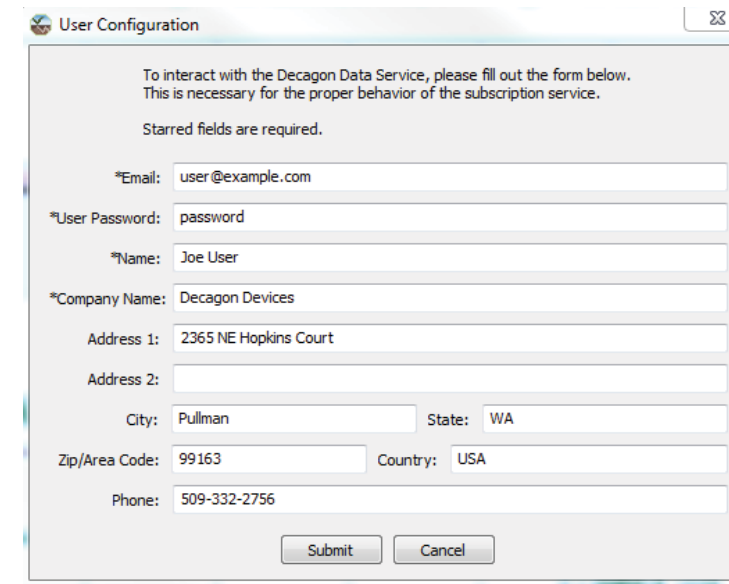 User Configuration
To interact with the Decagon Data Service, please fill out the form below.
This is necessary for the proper behavior of the subscription service.
Starred fields are required.
*Email: user@example.com
*User Password: password
*Name: Joe User
*Company Name: Decagon Devices
Address 1: 2365 NE Hopkins Court
Address 2:
City: Pullman State: WA
Zip/Area Code: 99163 Country: USA
Phone: 509-332-2756
Submit Cancel